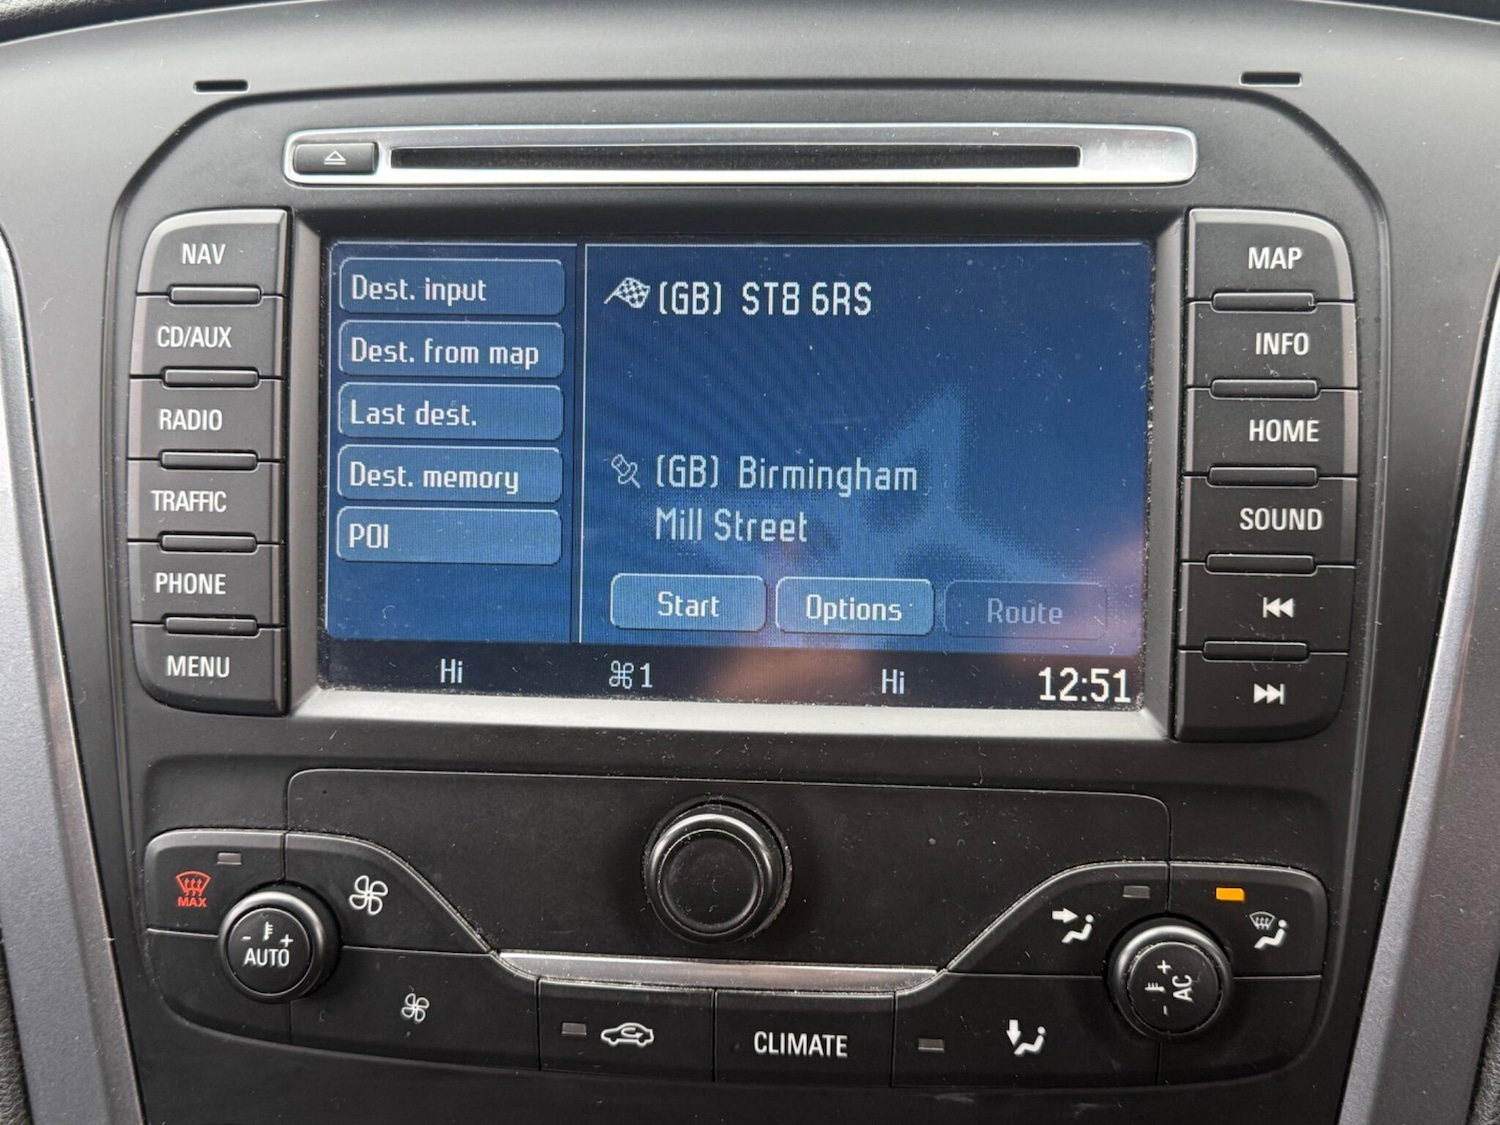 NAV
CD/AUX
RADIO
TRAFFIC
PHONE
MENU
Dest. input
Dest. from map
Last dest.
Dest. memory
POI
(GB) ST8 6RS
(GB) Birmingham
Mill Street
Start Options Route
Hi 1 Hi 12:51
MAP
INFO
HOME
SOUND
MAX
- +
AUTO
CLIMATE
+
AC
-